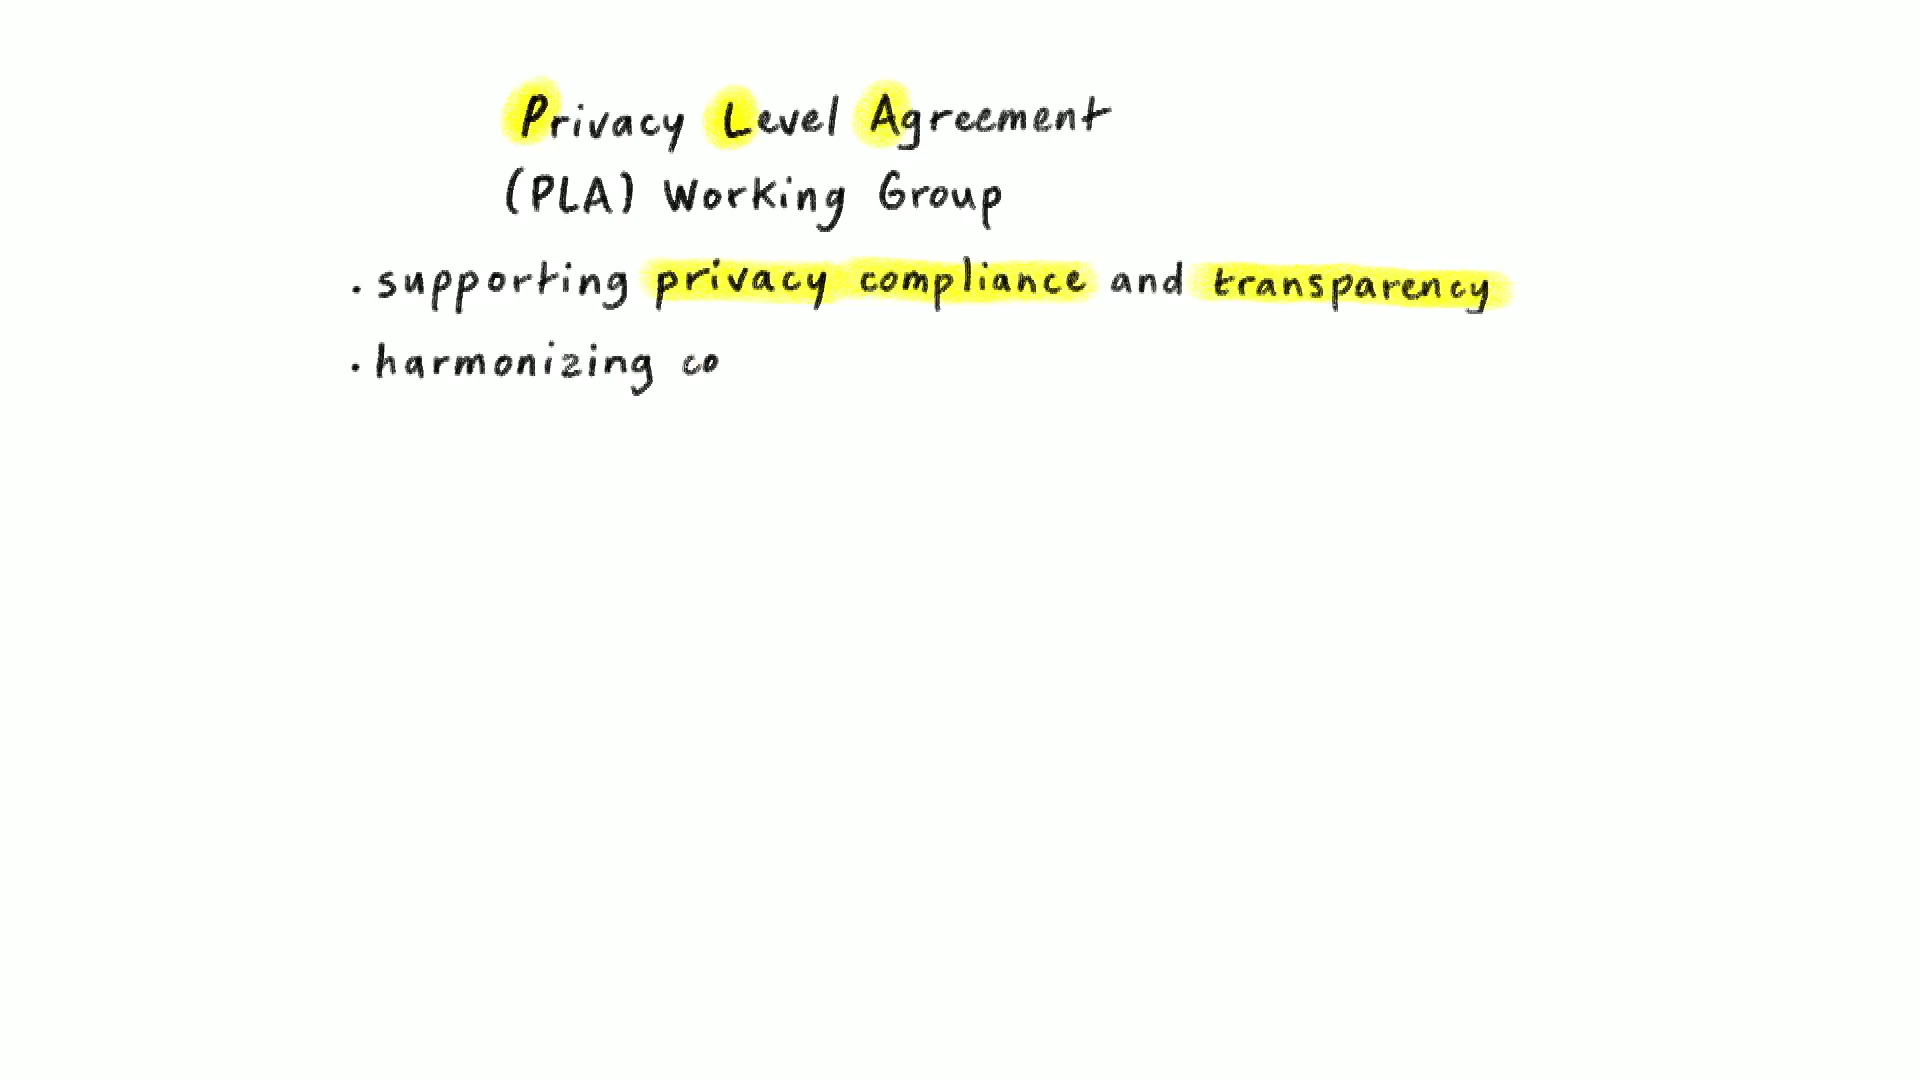 Privacy Level Agreement
(PLA) Working Group
. supporting privacy compliance and transparency
. harmonizing co